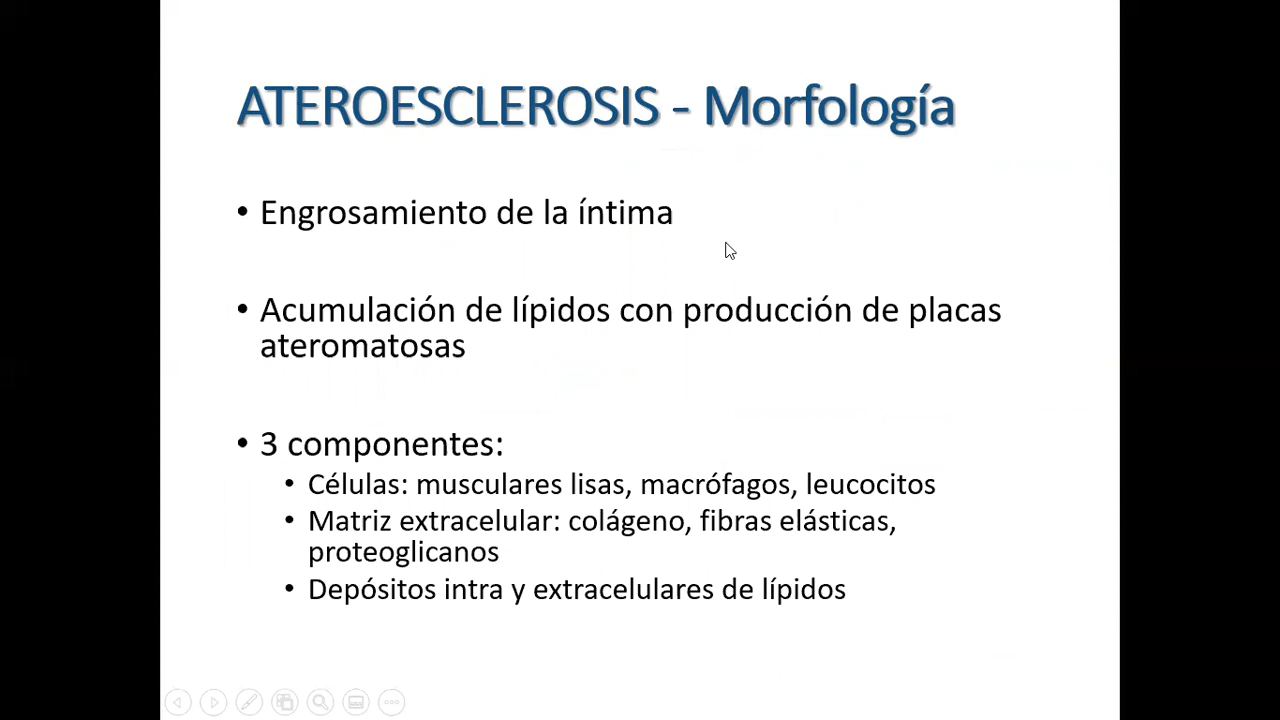 ATEROESCLEROSIS - Morfología
• Engrosamiento de la íntima
• Acumulación de lípidos con producción de placas
ateromatosas
• 3 componentes:
• Células: musculares lisas, macrófagos, leucocitos
• Matriz extracelular: colágeno, fibras elásticas,
proteoglicanos
• Depósitos intra y extracelulares de lípidos